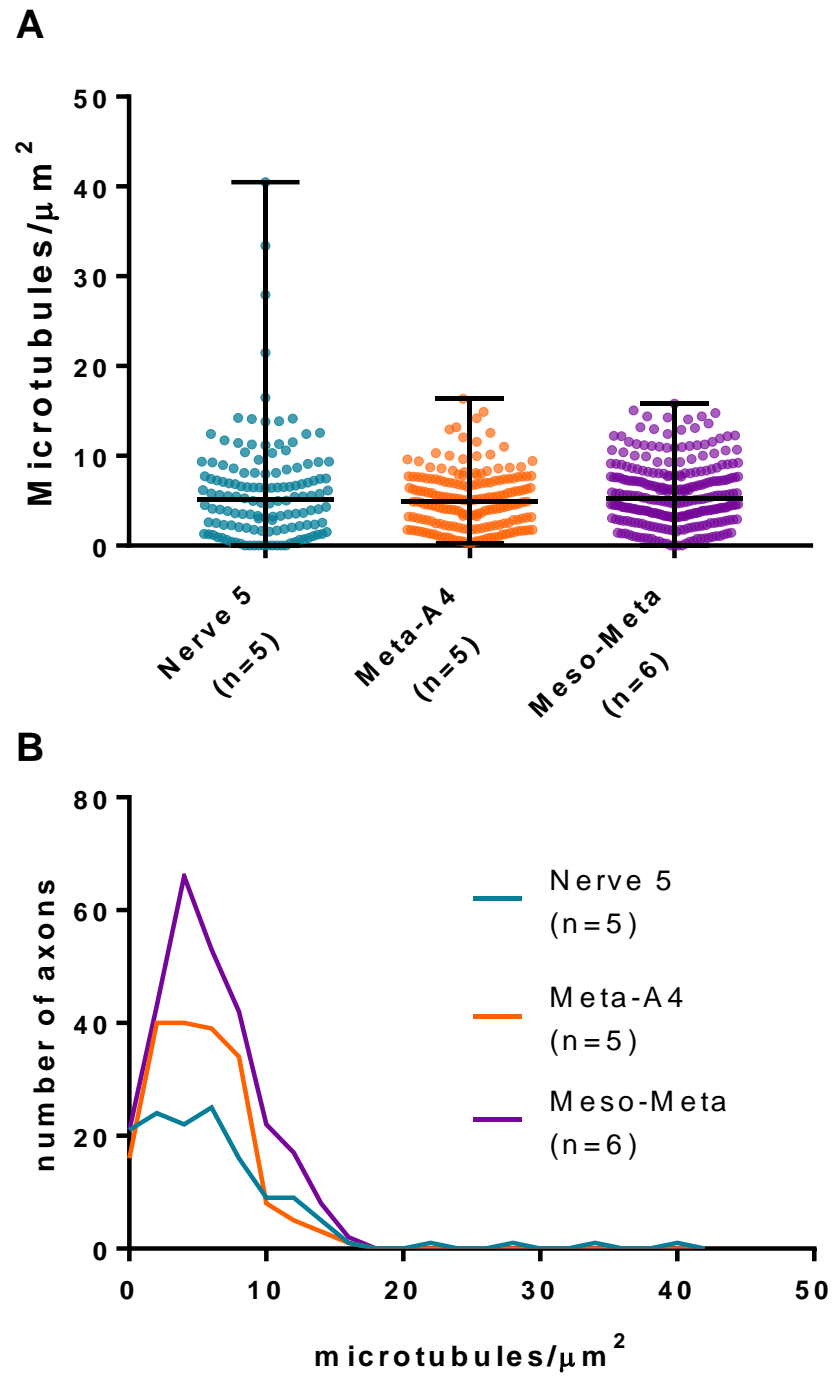 A
50
40
30
20
10
0
Microtubules/μm²
Nerve 5
(n=5)
Meta-A4
(n=5)
Meso-Meta
(n=6)
B
80
60
40
20
0
number of axons
Nerve 5
(n=5)
Meta-A4
(n=5)
Meso-Meta
(n=6)
0 10 20 30 40 50
microtubules/μm²